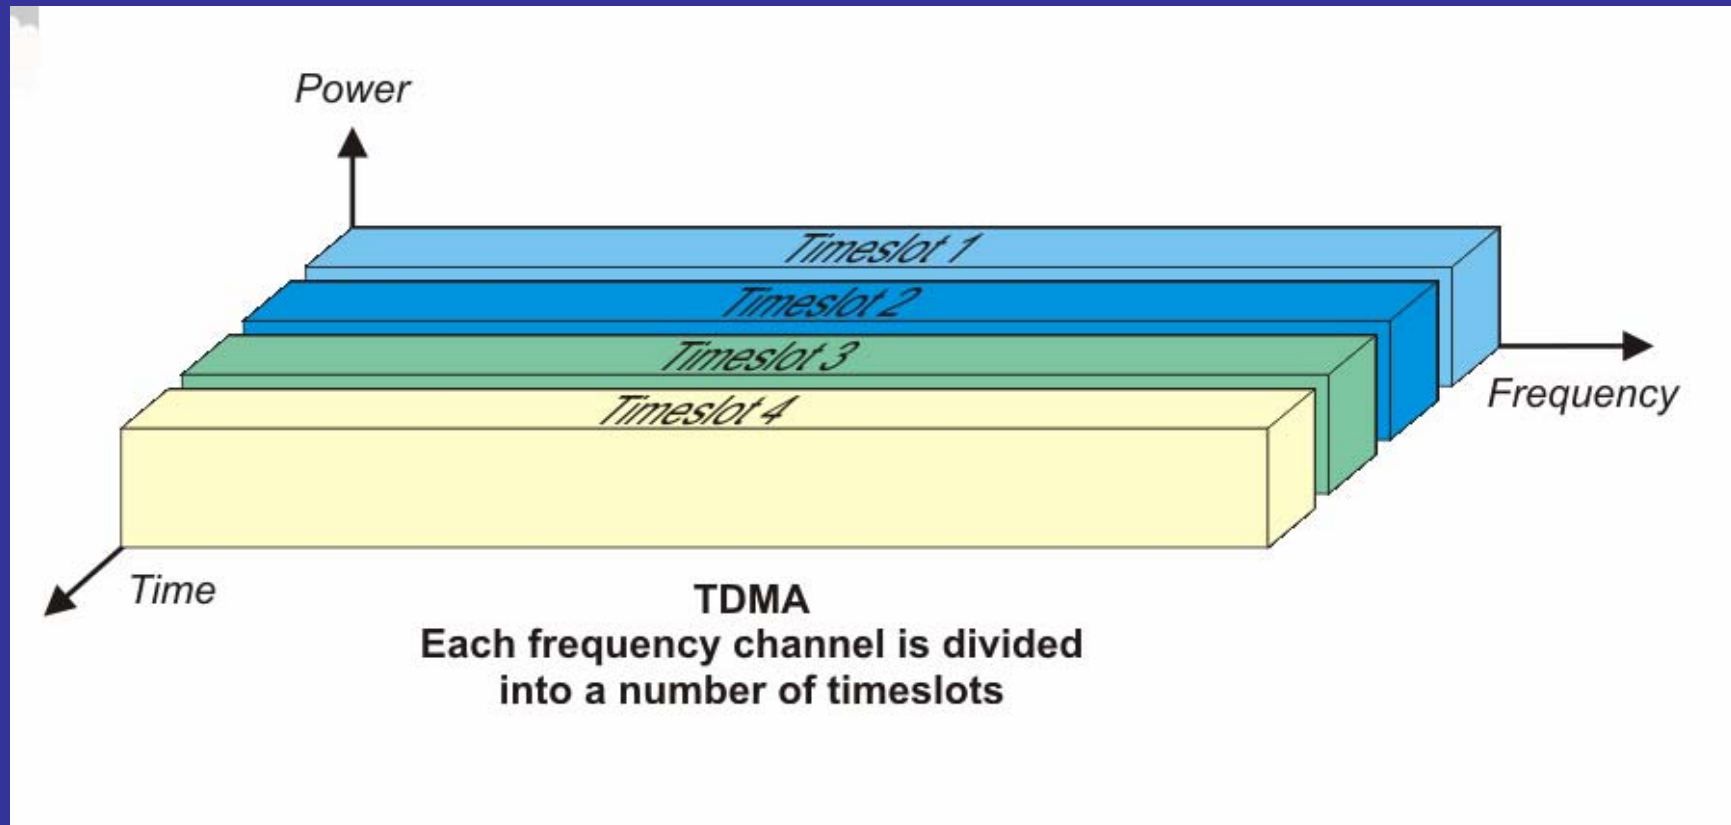 Power
Timeslot 1
Timeslot 2
Timeslot 3
Timeslot 4
Frequency
Time
TDMA
Each frequency channel is divided
into a number of timeslots